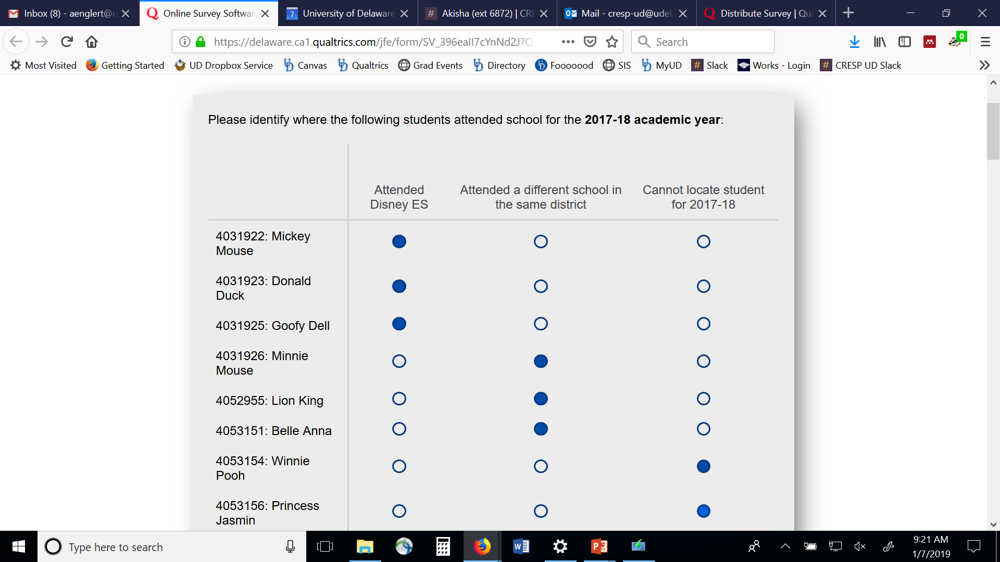 Inbox (8) - aenglert@u
Online Survey Softwar
7 University of Delaware
# Akisha (ext 6872) | CRE
Mail - cresp-ud@udel.
Distribute Survey | Qua
https://delaware.ca1.qualtrics.com/jfe/form/SV_396eaII7cYnNd2J?Q
Search
0
Most Visited
Getting Started
UD Dropbox Service
Canvas
Qualtrics
Grad Events
Directory
Fooooood
SIS
MyUD
# Slack
Works - Login
# CRESP UD Slack
Please identify where the following students attended school for the 2017-18 academic year:
Attended
Disney ES
Attended a different school in
the same district
Cannot locate student
for 2017-18
4031922: Mickey
Mouse
4031923: Donald
Duck
4031925: Goofy Dell
4031926: Minnie
Mouse
4052955: Lion King
4053151: Belle Anna
4053154: Winnie
Pooh
4053156: Princess
Jasmin
Type here to search
9:21 AM
1/7/2019